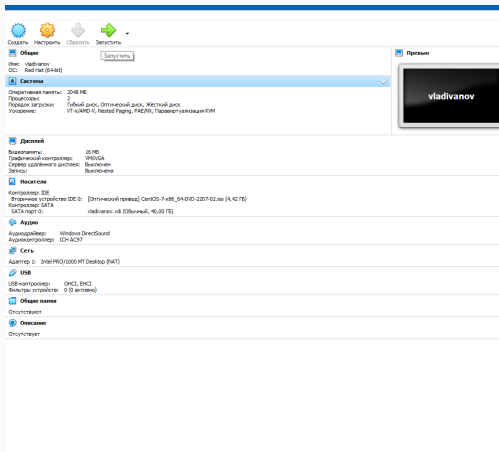 Создать Настроить Сбросить Запустить
Запустить
Общие
Имя: vladivanov
ОС: Red Hat (64-bit)
Превью
vladivanov
Система
Оперативная память: 2048 МБ
Процессоры: 2
Порядок загрузки: Гибкий диск, Оптический диск, Жёсткий диск
Ускорение: VT-x/AMD-V, Nested Paging, PAE/NX, Паравиртуализация KVM
Дисплей
Видеопамять: 16 МБ
Графический контроллер: VMSVGA
Сервер удалённого дисплея: Выключен
Запись: Выключена
Носители
Контроллер: IDE
Вторичное устройство IDE 0: [Оптический привод] CentOS-7-x86_64-DVD-2207-02.iso (4,42 ГБ)
Контроллер: SATA
SATA порт 0: vladivanov.vdi (Обычный, 40,00 ГБ)
Аудио
Аудиодрайвер: Windows DirectSound
Аудиоконтроллер: ICH AC97
Сеть
Адаптер 1: Intel PRO/1000 MT Desktop (NAT)
USB
USB-контроллер: OHCI, EHCI
Фильтры устройств: 0 (0 активно)
Общие папки
Отсутствуют
Описание
Отсутствует